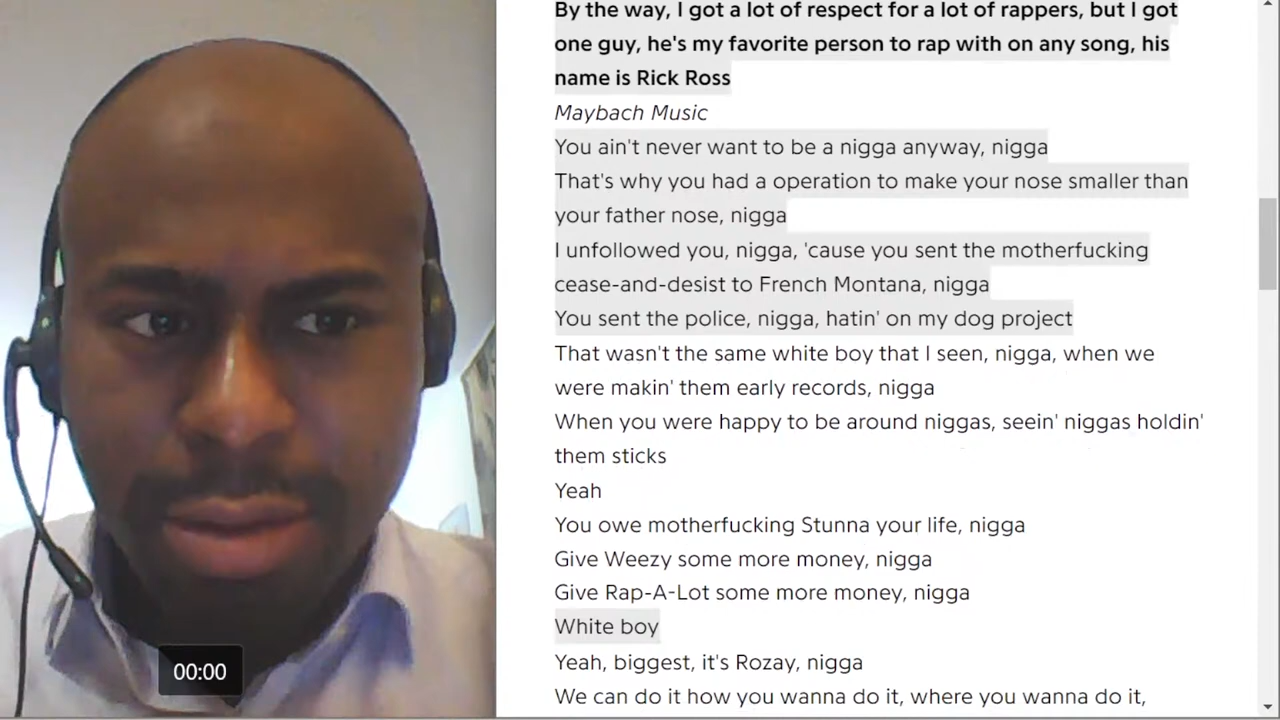 By the way, I got a lot of respect for a lot of rappers, but I got
one guy, he's my favorite person to rap with on any song, his
name is Rick Ross
Maybach Music
You ain't never want to be a nigga anyway, nigga
That's why you had a operation to make your nose smaller than
your father nose, nigga
I unfollowed you, nigga, 'cause you sent the motherfucking
cease-and-desist to French Montana, nigga
You sent the police, nigga, hatin' on my dog project
That wasn't the same white boy that I seen, nigga, when we
were makin' them early records, nigga
When you were happy to be around niggas, seein' niggas holdin'
them sticks
Yeah
You owe motherfucking Stunna your life, nigga
Give Weezy some more money, nigga
Give Rap-A-Lot some more money, nigga
White boy
Yeah, biggest, it's Rozay, nigga
We can do it how you wanna do it, where you wanna do it,
00:00